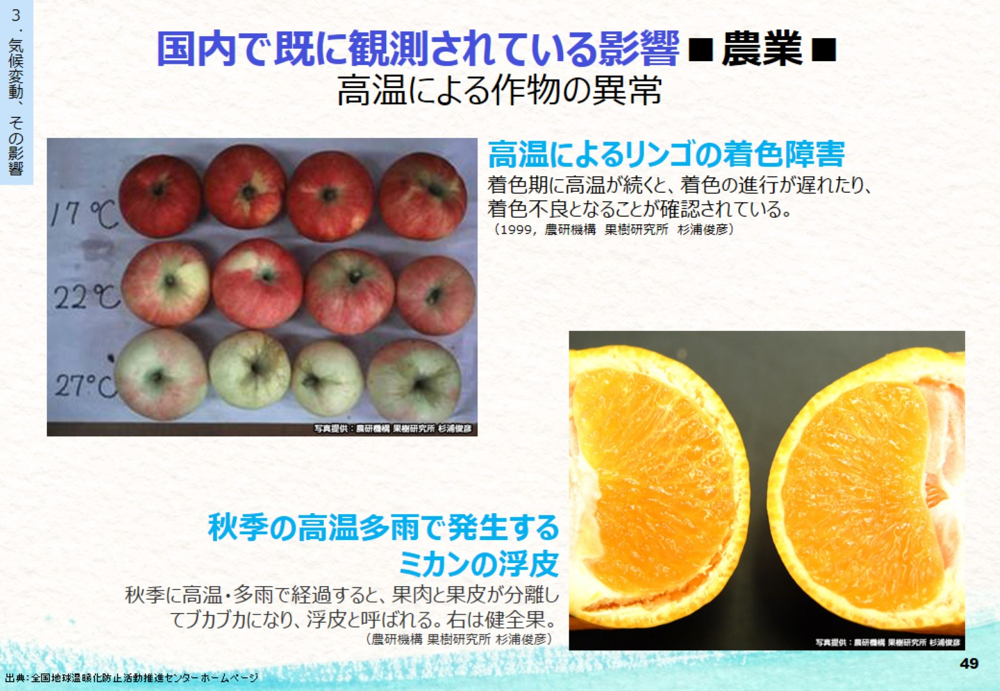 3．気候変動、その影響
国内で既に観測されている影響■農業■
高温による作物の異常
17℃
22℃
27℃
写真提供：農研機構 果樹研究所 杉浦俊彦
高温によるリンゴの着色障害
着色期に高温が続くと、着色の進行が遅れたり、
着色不良となることが確認されている。
（1999，農研機構 果樹研究所 杉浦俊彦）
秋季の高温多雨で発生する
ミカンの浮皮
秋季に高温・多雨で経過すると、果肉と果皮が分離し
てブカブカになり、浮皮と呼ばれる。右は健全果。
（農研機構 果樹研究所 杉浦俊彦）
写真提供：農研機構 果樹研究所 杉浦俊彦
49
出典：全国地球温暖化防止活動推進センターホームページ